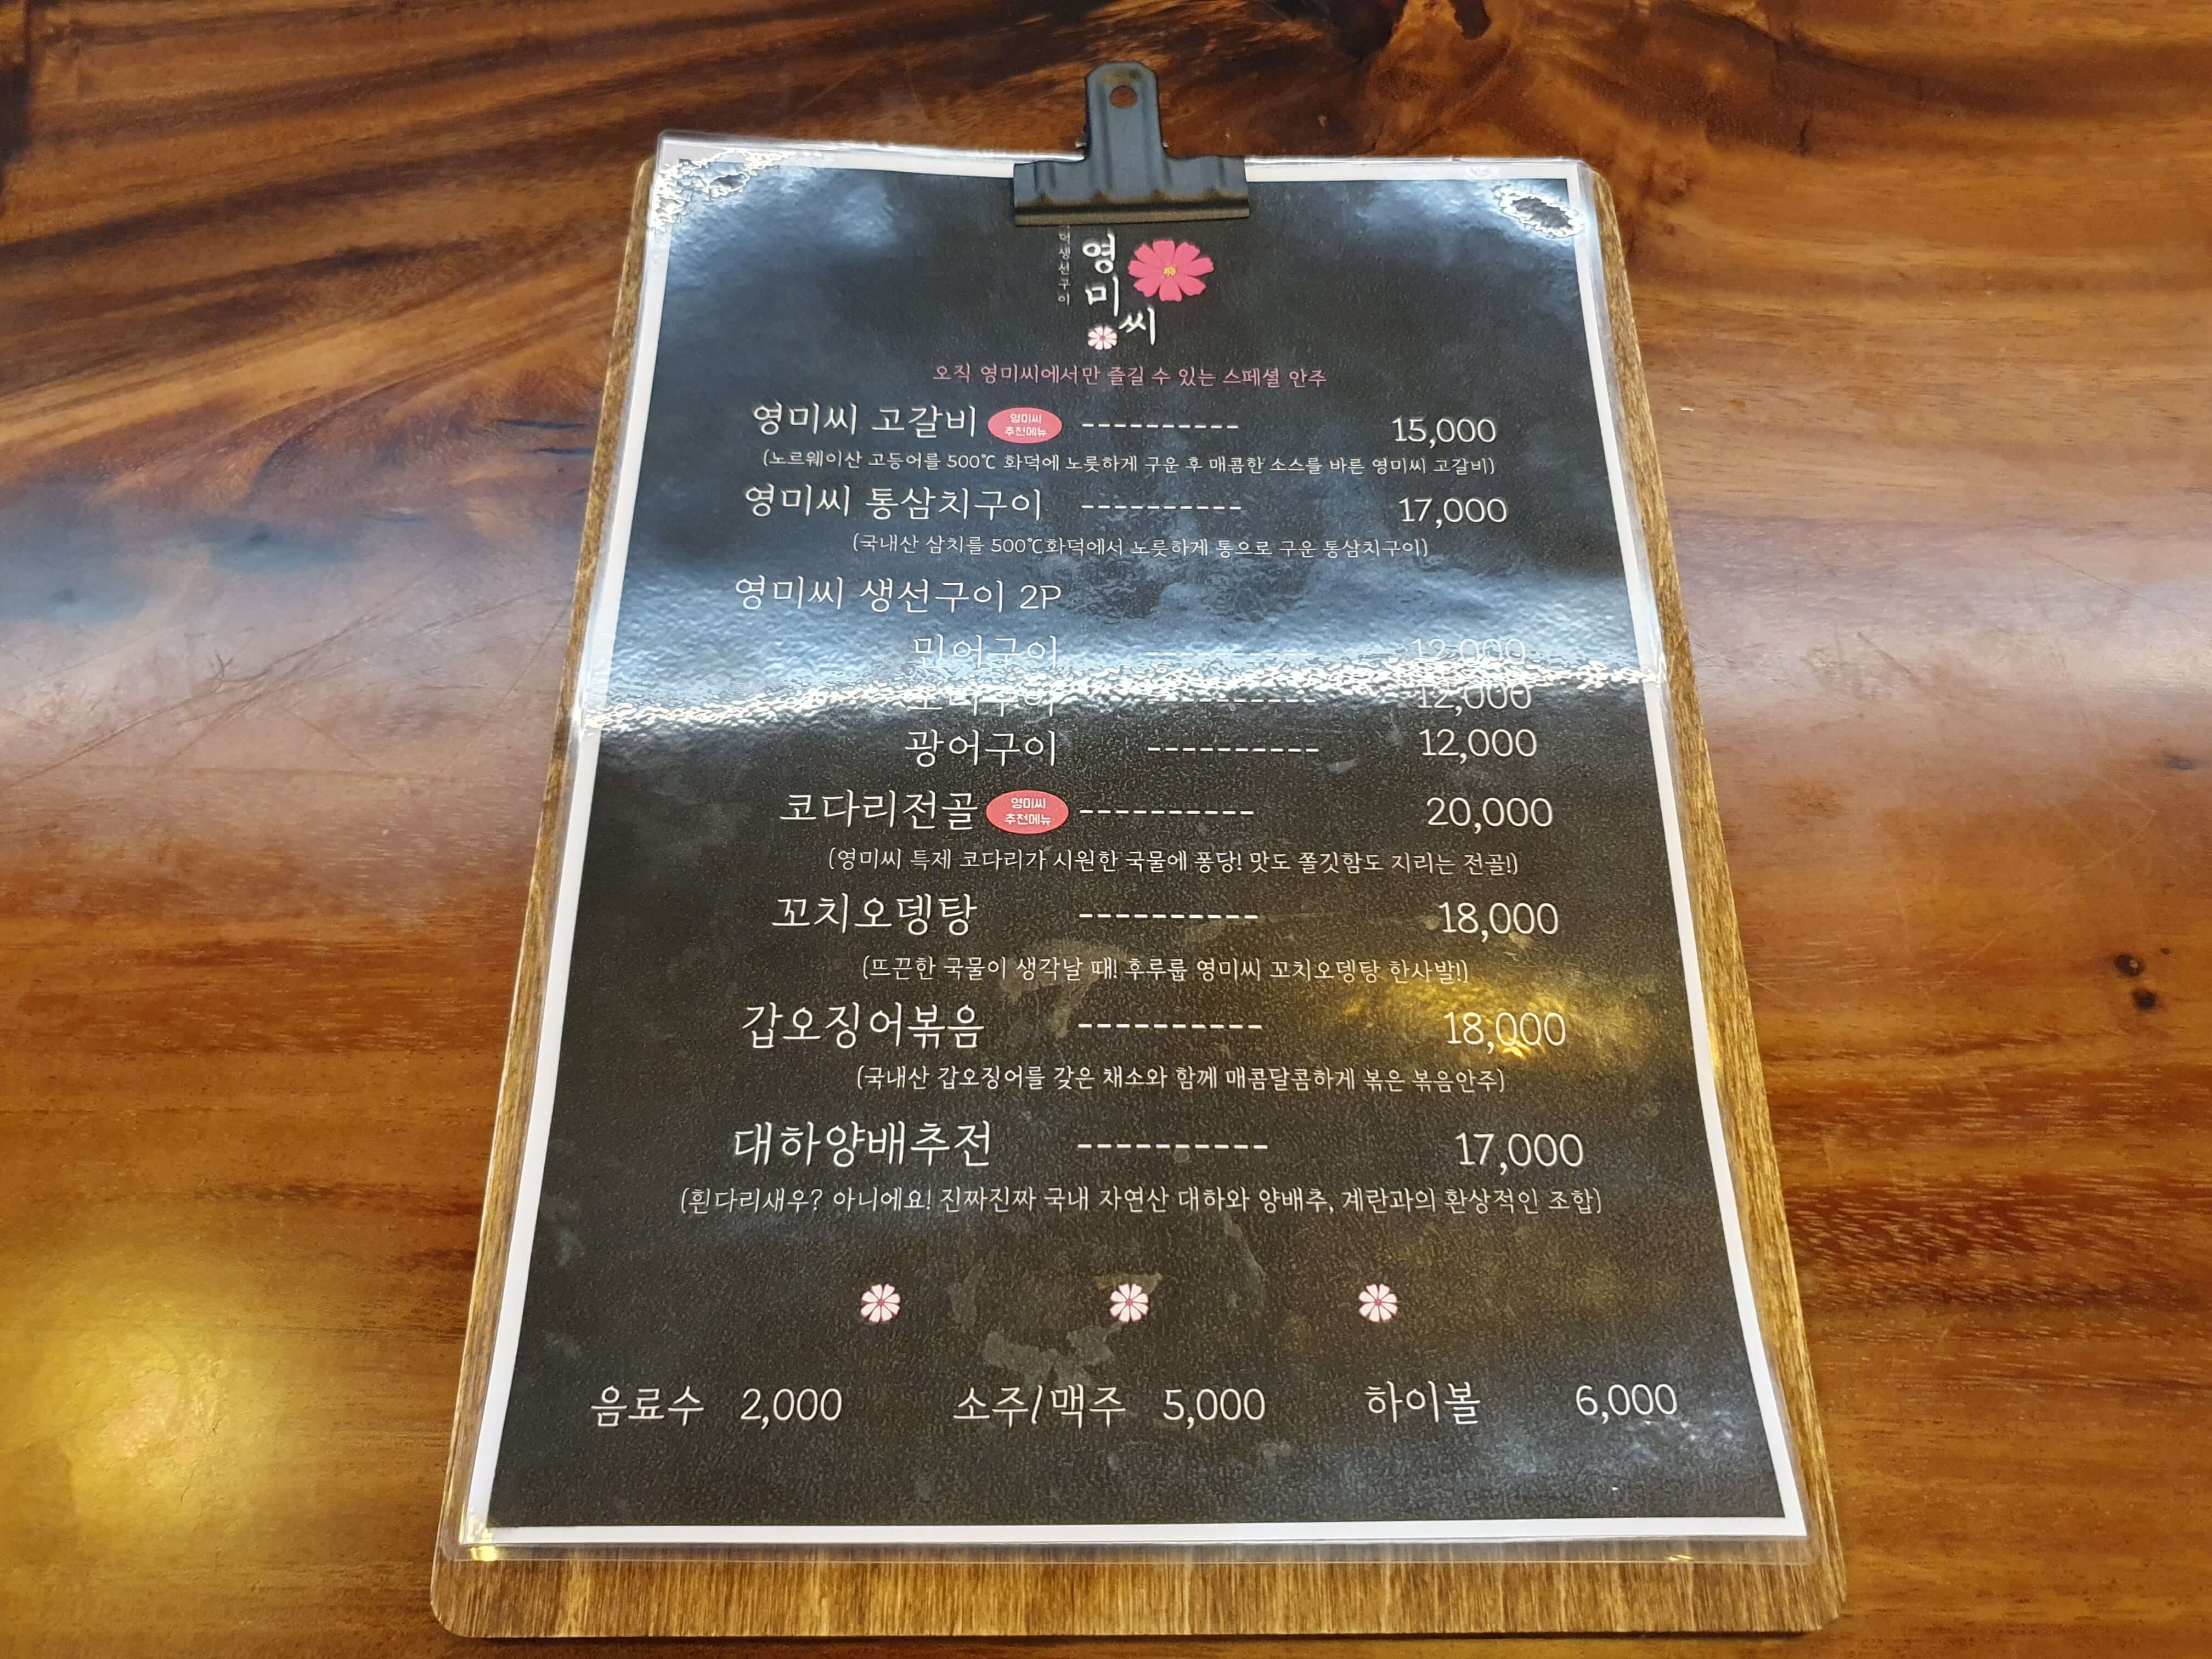 생선구이
영미씨
오직 영미씨에서만 즐길 수 있는 스페셜 안주
영미씨 고갈비 영미씨 추천메뉴 ---------- 15,000
(노르웨이산 고등어를 500℃ 화덕에 노릇하게 구운 후 매콤한 소스를 바른 영미씨 고갈비)
영미씨 통삼치구이 ---------- 17,000
(국내산 삼치를 500℃화덕에서 노릇하게 통으로 구운 통삼치구이)
영미씨 생선구이 2P
민어구이 ---------- 12,000
---------- 12,000
광어구이 ---------- 12,000
코다리전골 영미씨 추천메뉴 ---------- 20,000
(영미씨 특제 코다리가 시원한 국물에 퐁당! 맛도 쫄깃함도 지리는 전골!)
꼬치오뎅탕 ---------- 18,000
(뜨끈한 국물이 생각날 때! 후루룹 영미씨 꼬치오뎅탕 한사발!)
갑오징어볶음 ---------- 18,000
(국내산 갑오징어를 갖은 채소와 함께 매콤달콤하게 볶은 볶음안주)
대하양배추전 ---------- 17,000
(흰다리새우? 아니에요! 진짜진짜 국내 자연산 대하와 양배추, 계란과의 환상적인 조합)
음료수 2,000 소주/맥주 5,000 하이볼 6,000